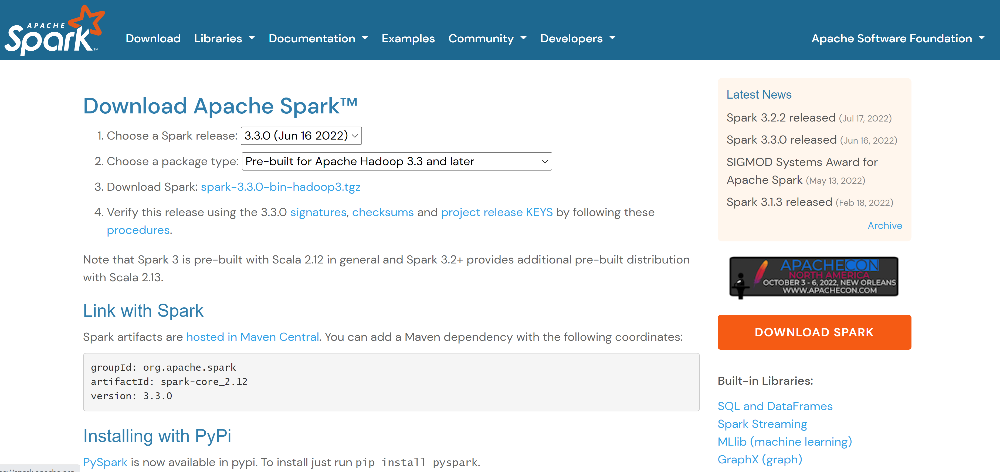 APACHE
Spark™
Download Libraries Documentation Examples Community Developers Apache Software Foundation
Download Apache Spark™
1. Choose a Spark release: 3.3.0 (Jun 16 2022)
2. Choose a package type: Pre-built for Apache Hadoop 3.3 and later
3. Download Spark: spark-3.3.0-bin-hadoop3.tgz
4. Verify this release using the 3.3.0 signatures, checksums and project release KEYS by following these
procedures.
Note that Spark 3 is pre-built with Scala 2.12 in general and Spark 3.2+ provides additional pre-built distribution
with Scala 2.13.
Link with Spark
Spark artifacts are hosted in Maven Central. You can add a Maven dependency with the following coordinates:
groupId: org.apache.spark
artifactId: spark-core_2.12
version: 3.3.0
Installing with PyPi
PySpark is now available in pypi. To install just run pip install pyspark.
Latest News
Spark 3.2.2 released (Jul 17, 2022)
Spark 3.3.0 released (Jun 16, 2022)
SIGMOD Systems Award for
Apache Spark (May 13, 2022)
Spark 3.1.3 released (Feb 18, 2022)
Archive
APACHECON
NORTH AMERICA
OCTOBER 3 - 6, 2022, NEW ORLEANS
WWW.APACHECON.COM
DOWNLOAD SPARK
Built-in Libraries:
SQL and DataFrames
Spark Streaming
MLlib (machine learning)
GraphX (graph)